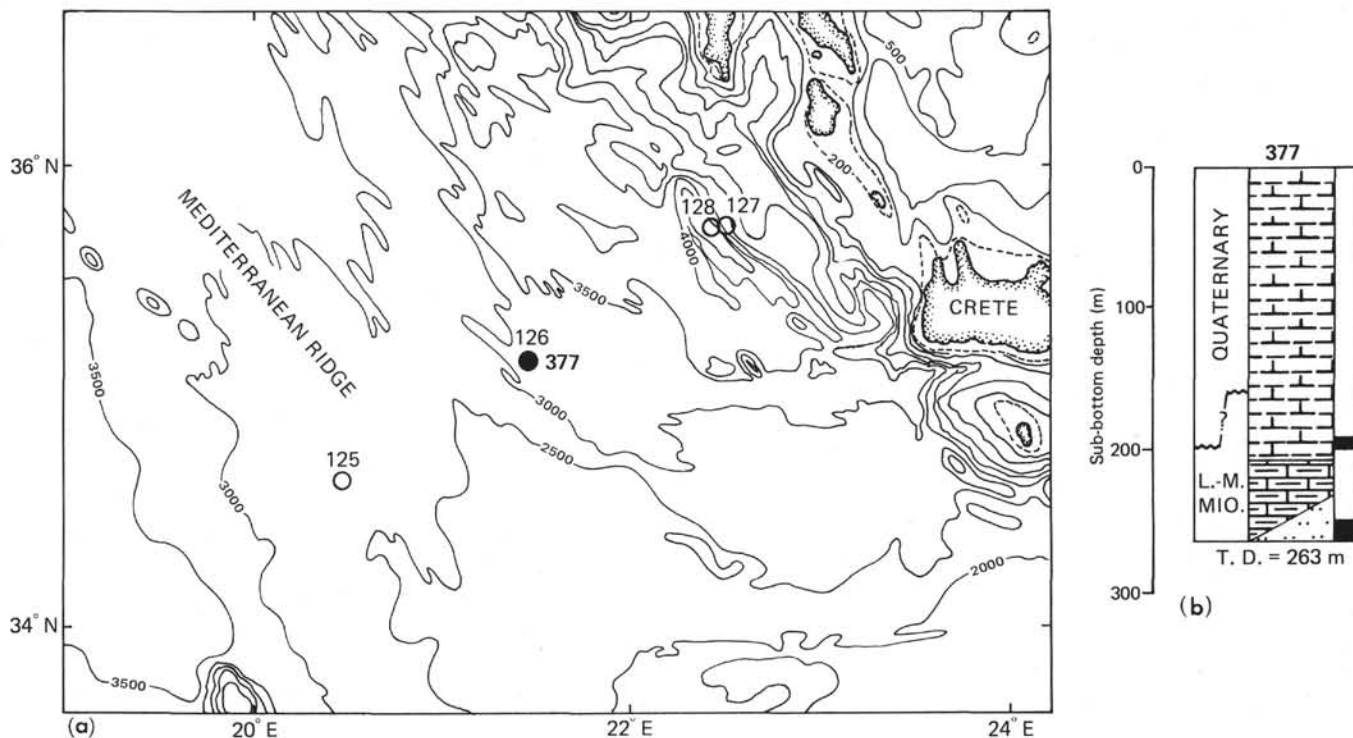 500
36° N
200
128 127
4000
MEDITERRANEAN RIDGE
3500
CRETE
126
377
3500
3000
2500
125
3000
2000
34° N
3500
(a)
20° E
22° E
24° E
377
0
QUATERNARY
100
Sub-bottom depth (m)
200
L.-M.
MIO.
T. D. = 263 m
300
(b)